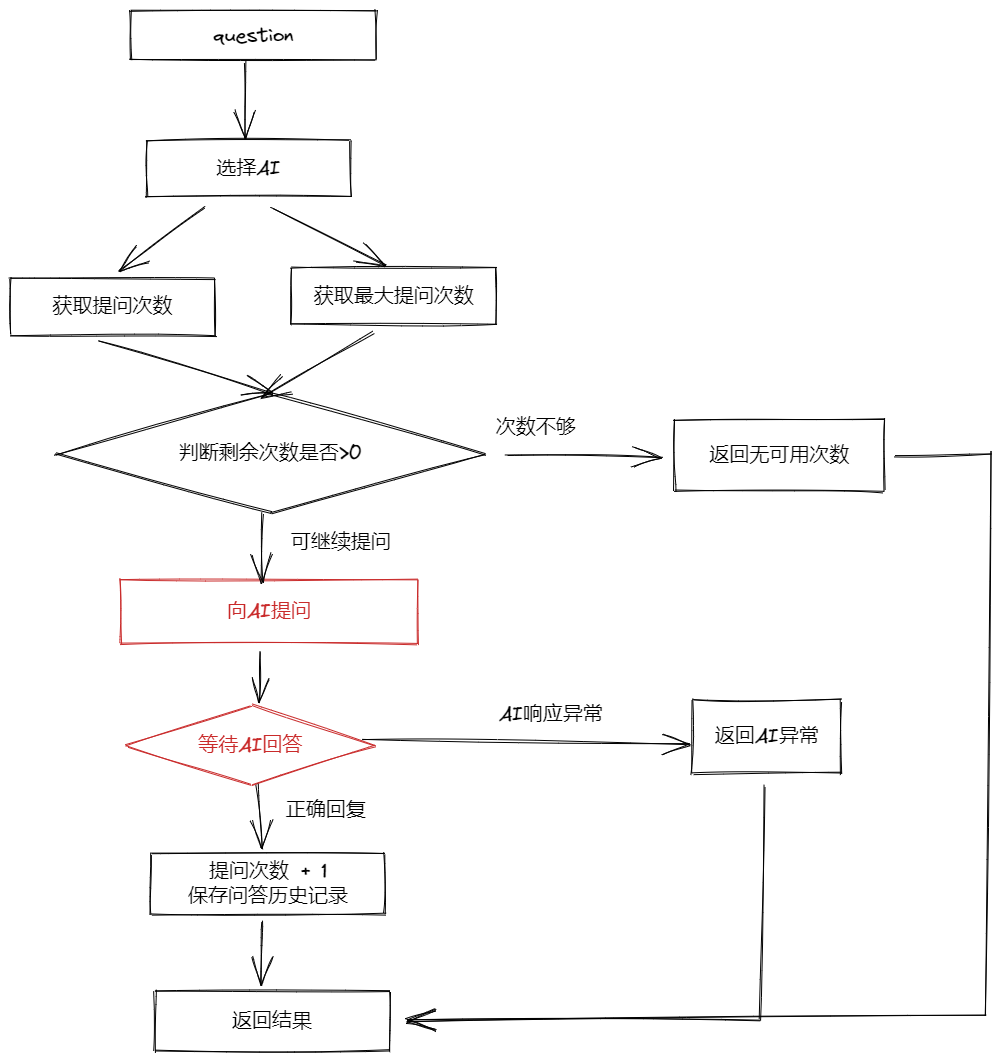 question
选择AI
获取提问次数
获取最大提问次数
判断剩余次数是否>0
次数不够
返回无可用次数
可继续提问
向AI提问
等待AI回答
AI响应异常
返回AI异常
正确回复
提问次数 + 1
保存问答历史记录
返回结果